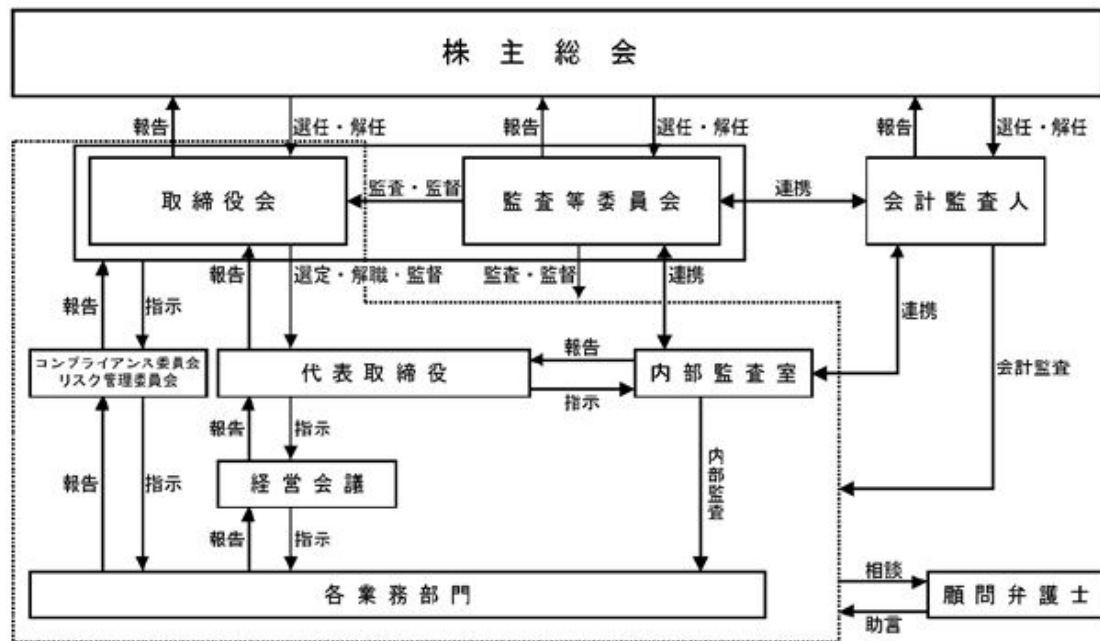 株主総会
報告
選任・解任
報告
選任・解任
報告
選任・解任
取締役会
監査・監督
監査等委員会
連携
会計監査人
報告
指示
報告
選定・解職・監督
監査・監督
連携
連携
会計監査
コンプライアンス委員会
リスク管理委員会
代表取締役
報告
指示
内部監査室
報告
指示
経営会議
報告
指示
報告
指示
内部監査
各業務部門
相談
助言
顧問弁護士